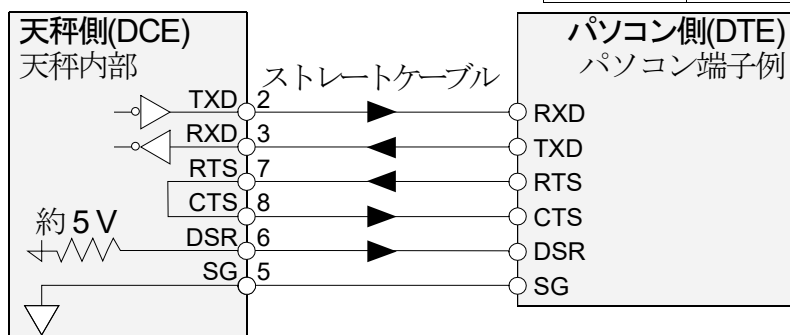 天秤側(DCE)
天秤内部
ストレートケーブル
パソコン側(DTE)
パソコン端子例
TXD 2 RXD
RXD 3 TXD
RTS 7 RTS
CTS 8 CTS
約 5 V
DSR 6 DSR
SG 5 SG